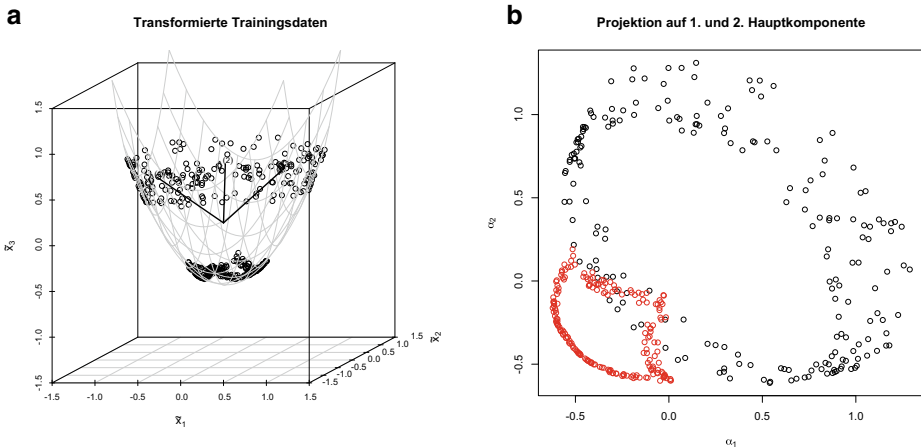 a
Transformierte Trainingsdaten
1.5
1.0
0.5
0.0
-0.5
-1.0
-1.5
x̃3
-1.5 -1.0 -0.5 0.0 0.5 1.0 1.5
x̃1
-1.5 -1.0 -0.5 0.0 0.5 1.0 1.5
x̃2
b
Projektion auf 1. und 2. Hauptkomponente
1.0
0.5
0.0
-0.5
α2
-0.5 0.0 0.5 1.0
α1